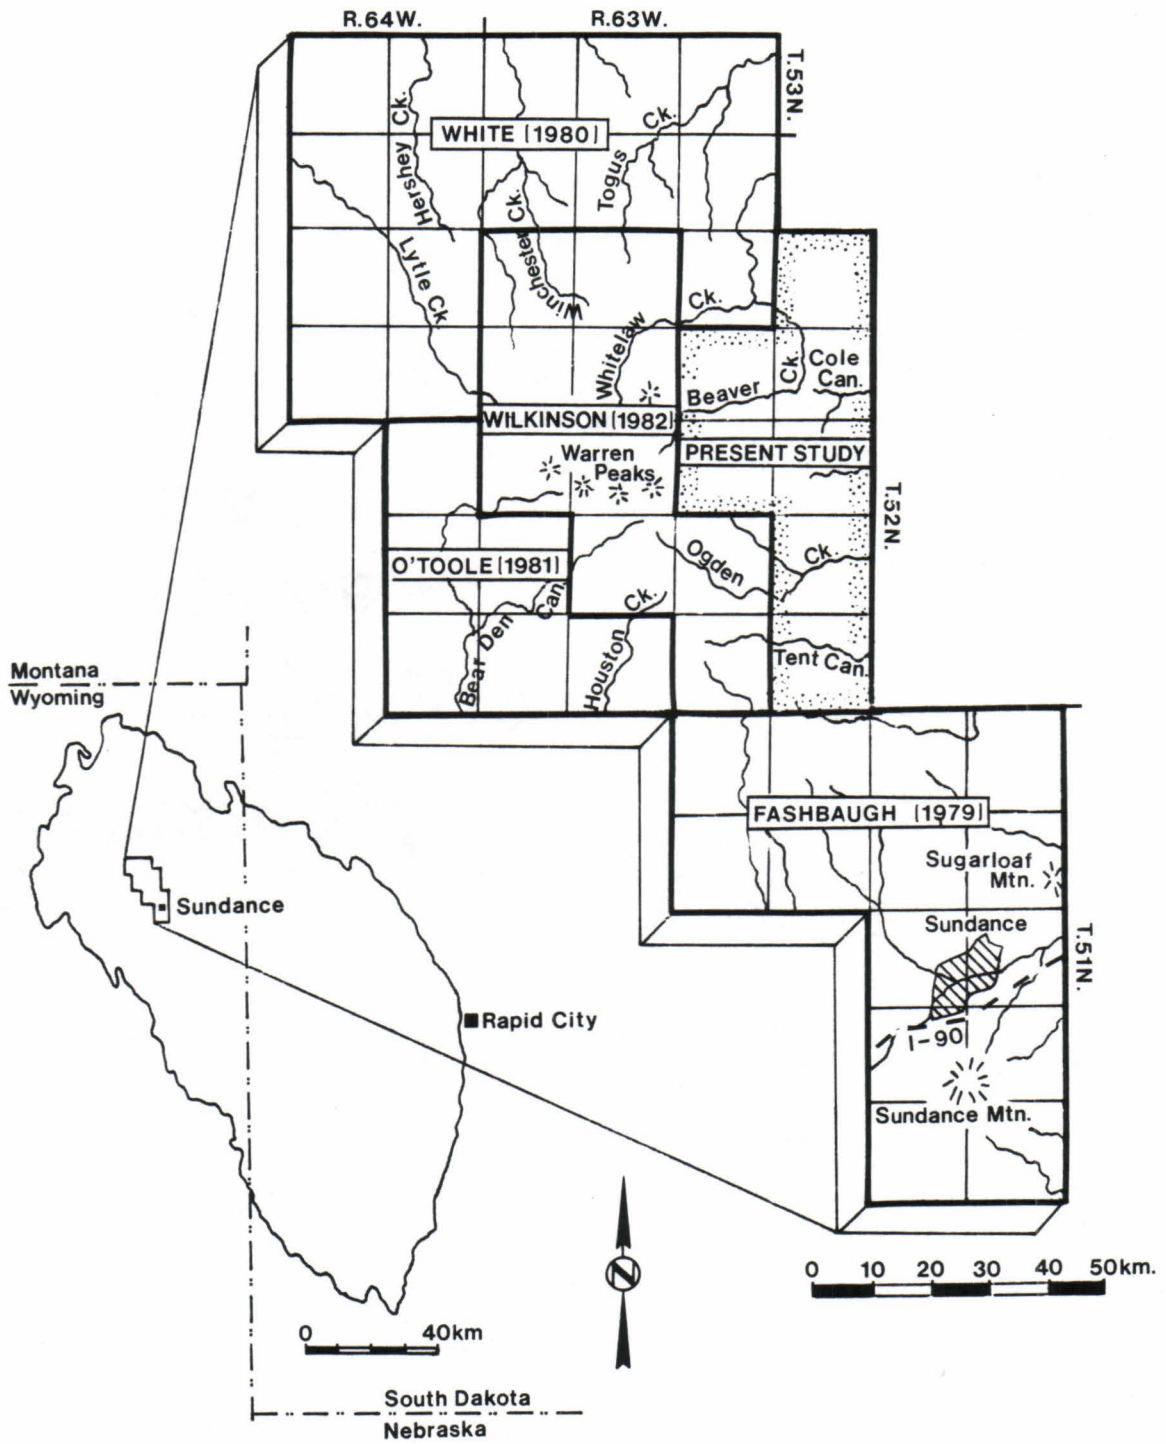 R.64W.
R.63W.
T.53N.
Hershey Ck.
WHITE (1980)
Togus Ck.
Lytle Ck.
Winchester Ck.
Whitelaw Ck.
Beaver Ck.
Cole
Can.
WILKINSON (1982)
PRESENT STUDY
Warren
Peaks
T.52N.
O'TOOLE (1981)
Ogden Ck.
Bear Den Can.
Houston Ck.
Tent Can.
Montana
Wyoming
FASHBAUGH (1979)
Sugarloaf
Mtn.
Sundance
Sundance
T.51N.
Rapid City
I-90
Sundance Mtn.
N
0 10 20 30 40 50km.
0 40km
South Dakota
Nebraska